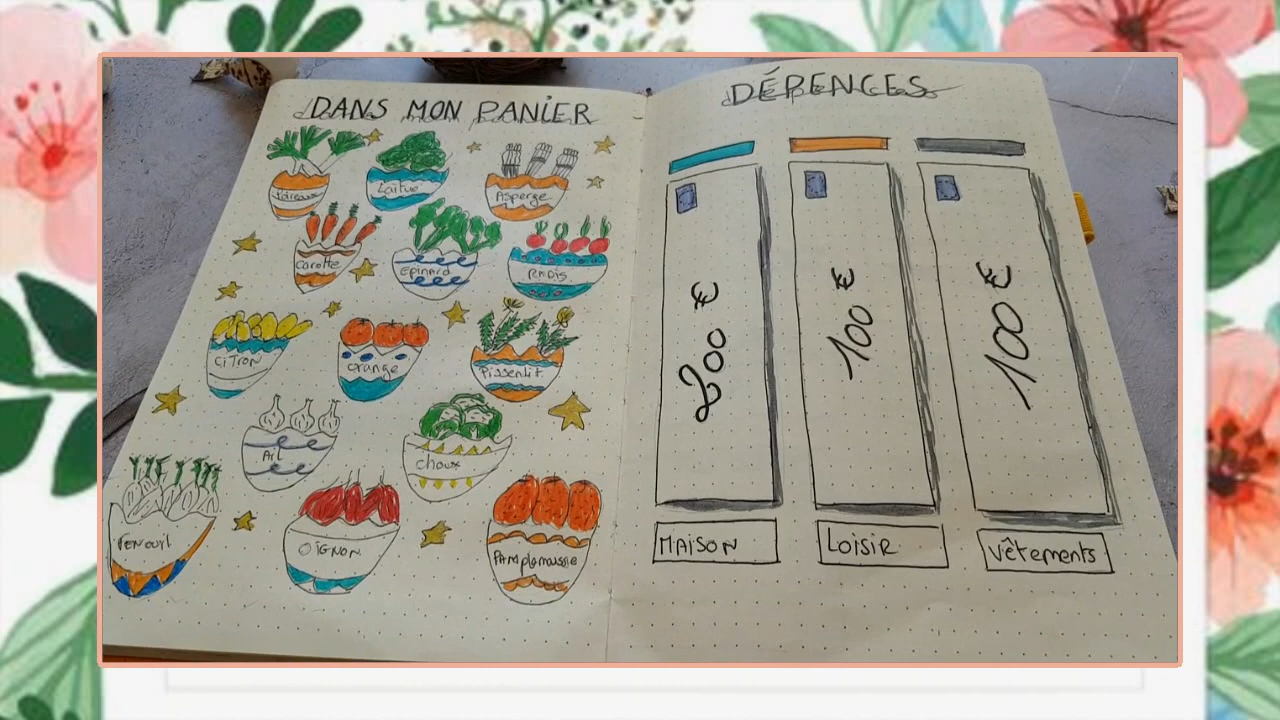 DANS MON PANIER
Laitue
Asperge
Carotte
Epinard
RADIS
CITRON
orange
Pissenlit
Ail
choux
FENOUIL
OIGNON
PAMplemousse
DÉPENCES
200 €
100 €
100 €
MAISON
LOISIR
vêtements